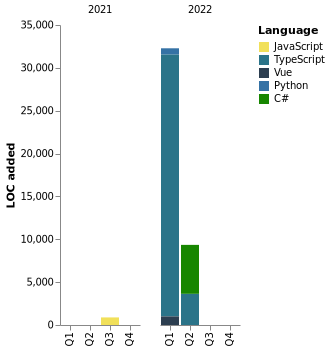 2021 2022
Language
JavaScript
TypeScript
Vue
Python
C#
LOC added
35,000
30,000
25,000
20,000
15,000
10,000
5,000
0
Q1 Q2 Q3 Q4 Q1 Q2 Q3 Q4